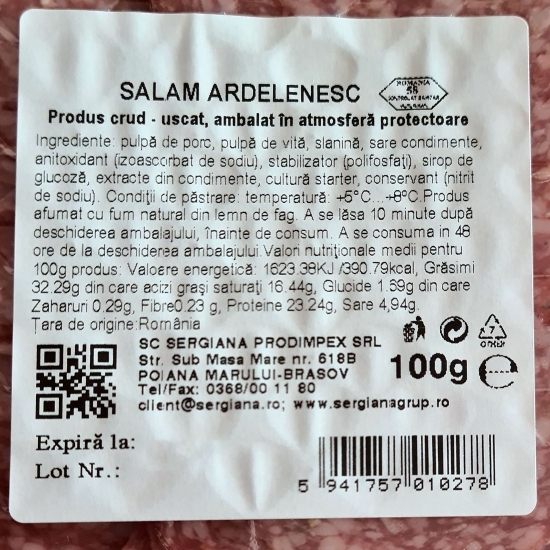 SALAM ARDELENESC
ROMANIA
58
Produs crud - uscat, ambalat în atmosferă protectoare
Ingrediente: pulpă de porc, pulpă de vită, slanină, sare condimente,
anitoxidant (izoascorbat de sodiu), stabilizator (polifosfați), sirop de
glucoză, extracte din condimente, cultură starter, conservant (nitrit
de sodiu). Condiții de păstrare: temperatură: +5°C...+8°C.Produs
afumat cu fum natural din lemn de fag. A se lăsa 10 minute după
deschiderea ambalajului, înainte de consum. A se consuma in 48
ore de la deschiderea ambalajului.Valori nutriționale medii pentru
100g produs: Valoare energetică: 1623.38KJ /390.79kcal, Grăsimi
32.29g din care acizi grași saturați 16.44g, Glucide 1.59g din care
Zaharuri 0.29g, Fibre0.23 g, Proteine 23.24g, Sare 4,94g.
Țara de origine:România
SC SERGIANA PRODIMPEX SRL
Str. Sub Masa Mare nr. 618B
POIANA MARULUI-BRASOV
Tel/Fax: 0368/00 11 80
client@sergiana.ro; www.sergianagrup.ro
7
100g
Expiră la:
Lot Nr.:
5 941757 010278